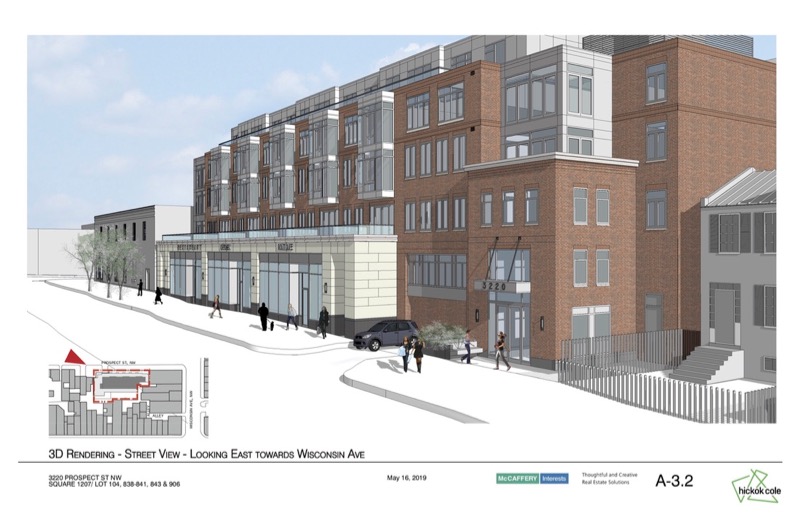 3220
PROSPECT ST, NW
WISCONSIN AVE, NW
ALLEY
3D Rendering - Street View - Looking East towards Wisconsin Ave
3220 PROSPECT ST NW
SQUARE 1207/ LOT 104, 838-841, 843 & 906
May 16, 2019
McCAFFERY Interests
Thoughtful and Creative
Real Estate Solutions
A-3.2
hickok cole